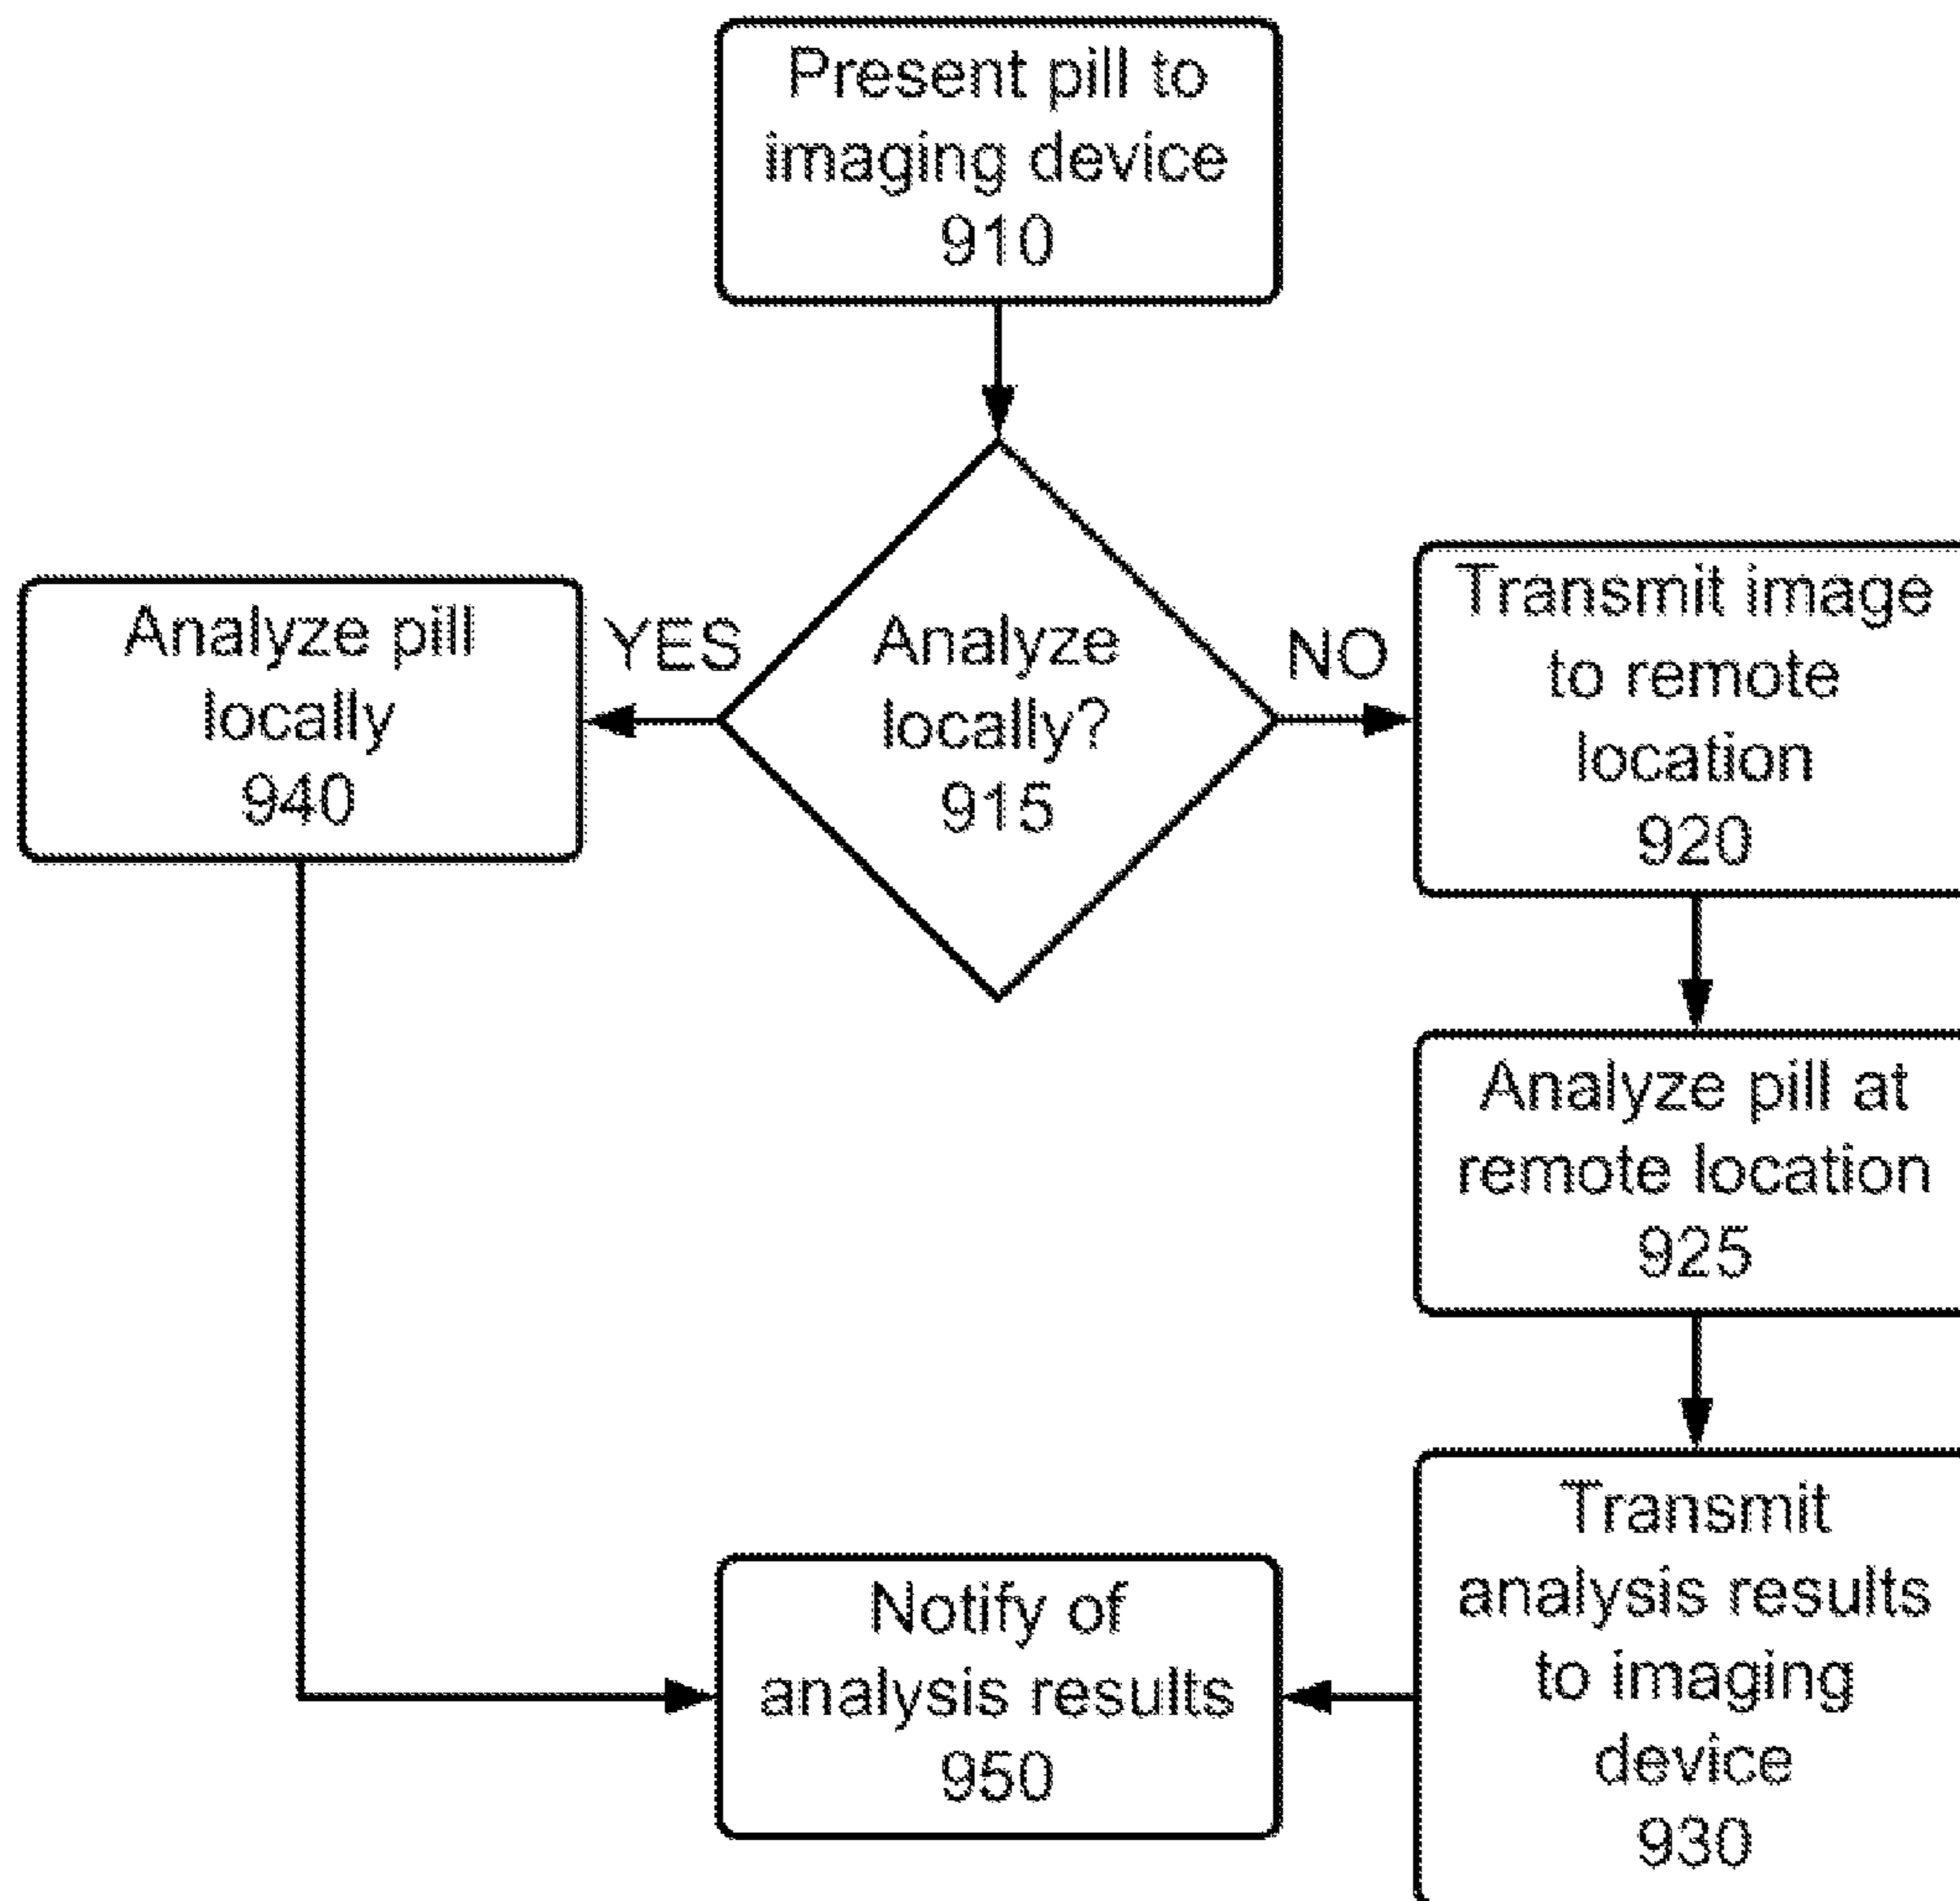 Present pill to
imaging device
910
Analyze
locally?
915
YES
NO
Analyze pill
locally
940
Transmit image
to remote
location
920
Analyze pill at
remote location
925
Transmit
analysis results
to imaging
device
930
Notify of
analysis results
950